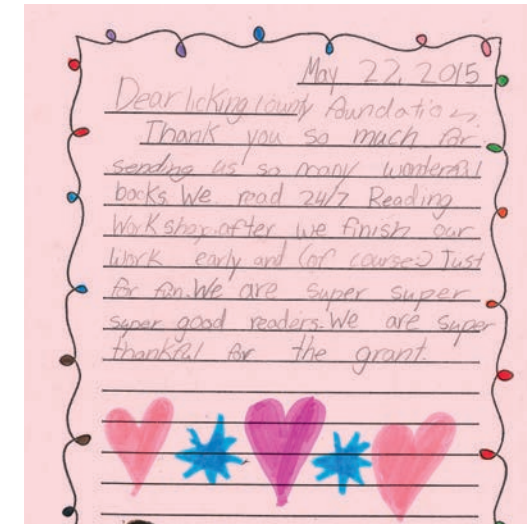 May 22, 2015
Dear licking county foundation,
Thank you so much for
sending us so many wonderful
books. We read 24/7 Reading
Workshop, after we finish our
work early and (of course:) Just
for fun. We are super super
super good readers. We are super
thankful for the grant.